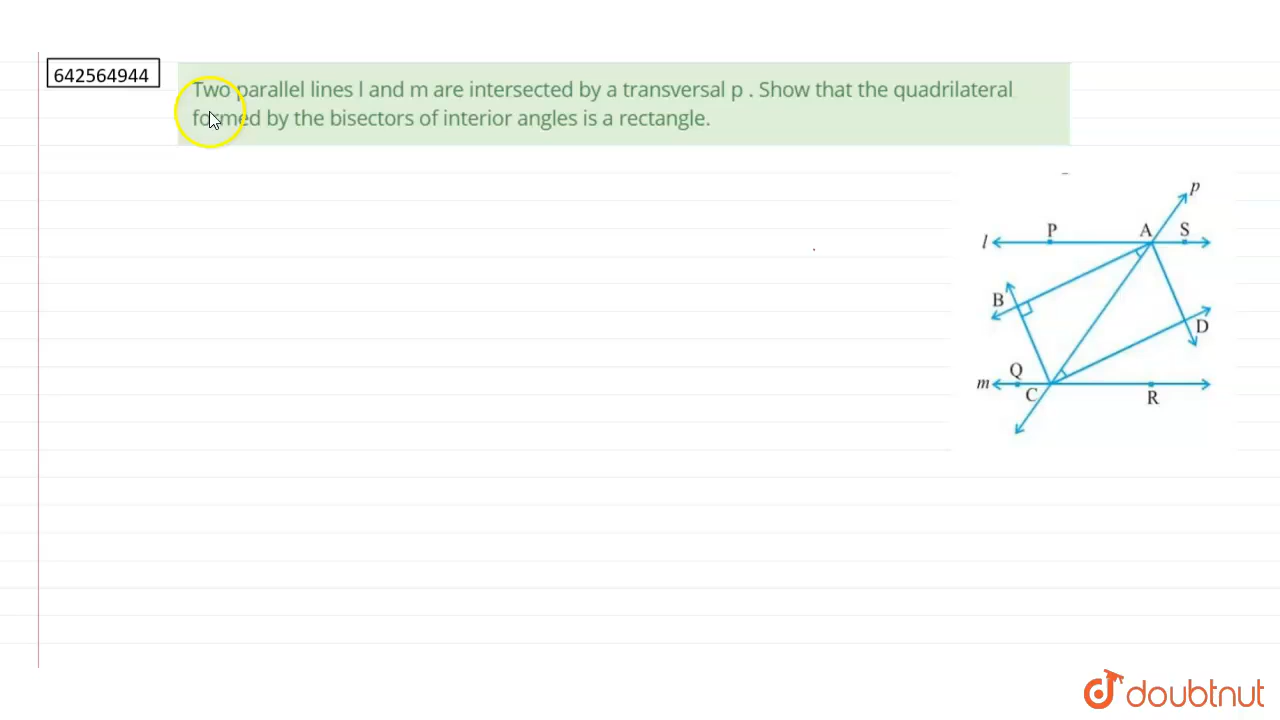 642564944
Two parallel lines l and m are intersected by a transversal p . Show that the quadrilateral
formed by the bisectors of interior angles is a rectangle.
p
l P A S
B
D
m Q
C R
doubtnut